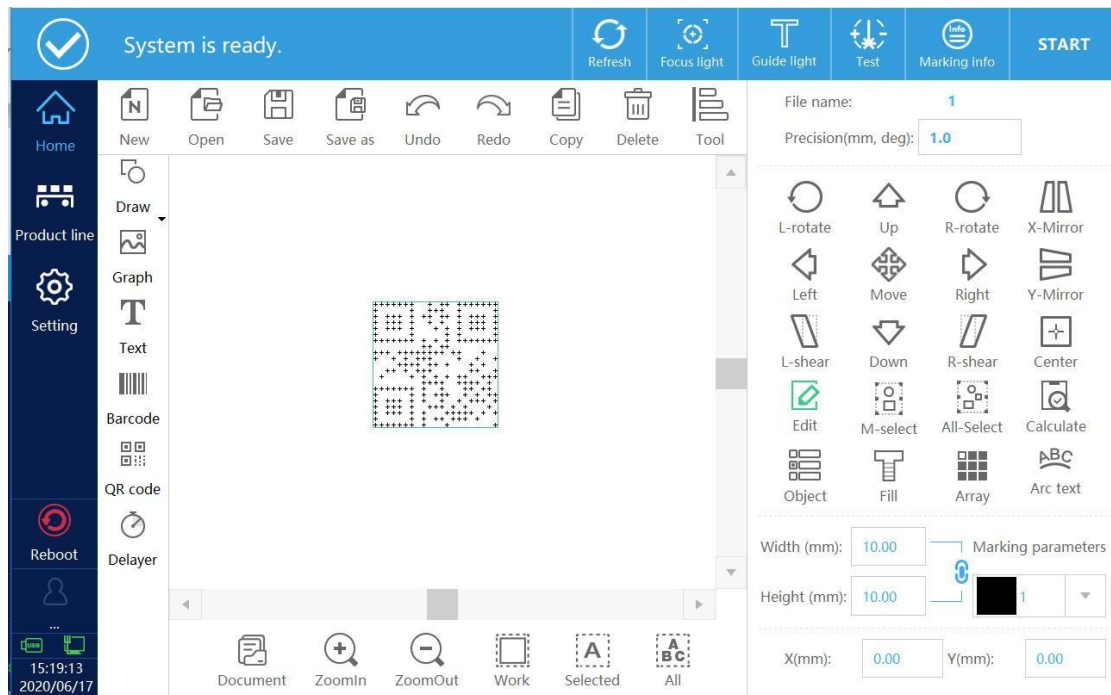 System is ready.
Refresh
Focus light
Guide light
Test
Info
Marking info
START
Home
Product line
Setting
Reboot
...
USB
15:19:13
2020/06/17
N
New
Open
Save
Save as
Undo
Redo
Copy
Delete
Tool
Draw
Graph
T
Text
Barcode
QR code
Delayer
File name: 1
Precision(mm, deg): 1.0
L-rotate Up R-rotate X-Mirror
Left Move Right Y-Mirror
L-shear Down R-shear Center
Edit M-select All-Select Calculate
ABC
Object Fill Array Arc text
Width (mm): 10.00 Marking parameters
Height (mm): 10.00 1
X(mm): 0.00 Y(mm): 0.00
A
A
BC
Document ZoomIn ZoomOut Work Selected All